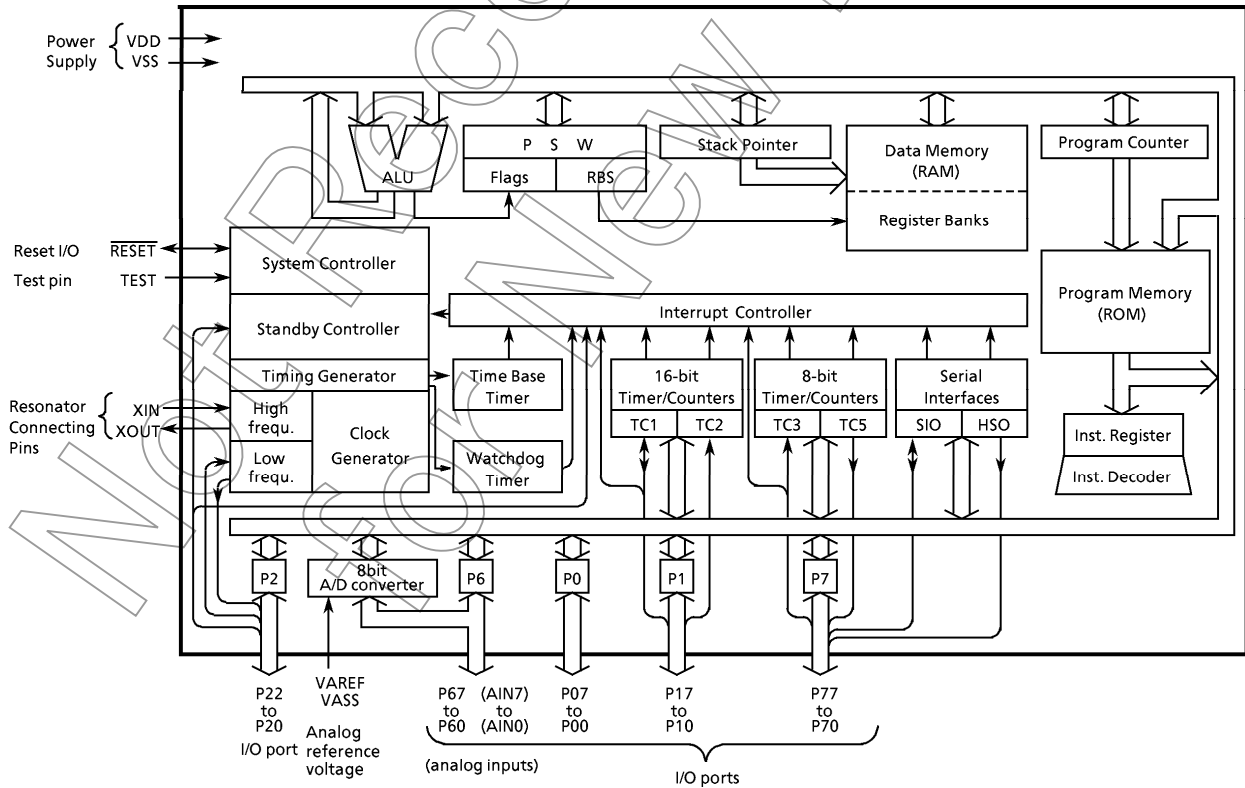 Power
Supply
VDD
VSS
P S W
Flags
RBS
ALU
Stack Pointer
Data Memory
(RAM)
Register Banks
Program Counter
Reset I/O
RESET
Test pin
TEST
System Controller
Standby Controller
Timing Generator
High
frequ.
Low
frequ.
Clock
Generator
Resonator
Connecting
Pins
XIN
XOUT
Interrupt Controller
Program Memory
(ROM)
Time Base
Timer
Watchdog
Timer
16-bit
Timer/Counters
TC1
TC2
8-bit
Timer/Counters
TC3
TC5
Serial
Interfaces
SIO
HSO
Inst. Register
Inst. Decoder
P2
8bit
A/D converter
P6
P0
P1
P7
P22
to
P20
I/O port
VAREF
VASS
Analog
reference
voltage
P67
to
P60
(AIN7)
to
(AIN0)
(analog inputs)
P07
to
P00
P17
to
P10
P77
to
P70
I/O ports
Not Reco
for New